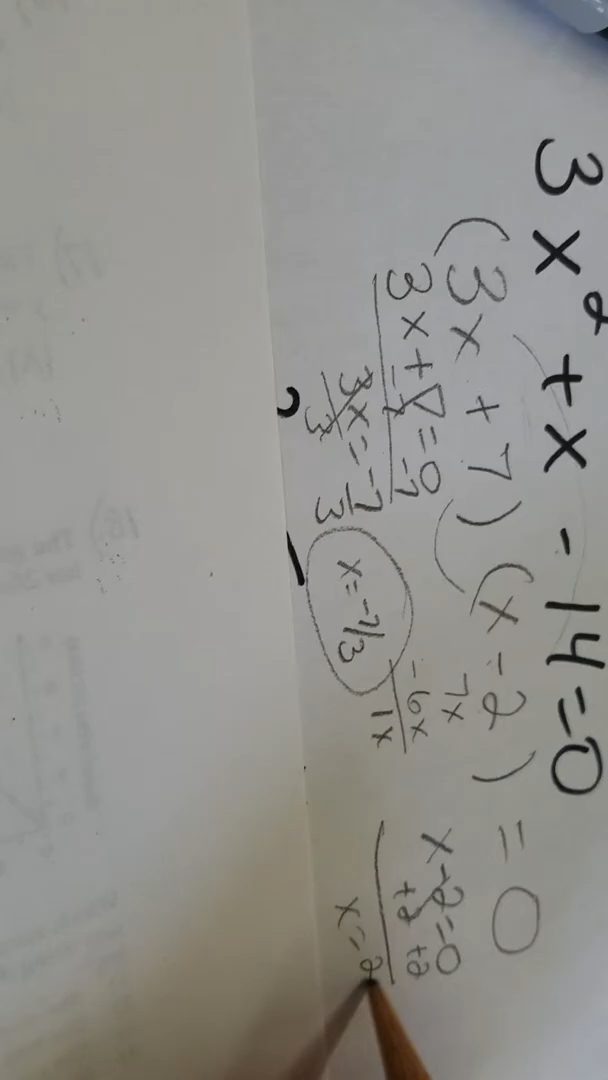 3x² + x - 14 = 0
(3x + 7)(x - 2) = 0
7x
-6x
1x
3x + 7 = 0
-7 -7
3x = -7
3 3
x = -7/3
x - 2 = 0
+2 +2
x = 2